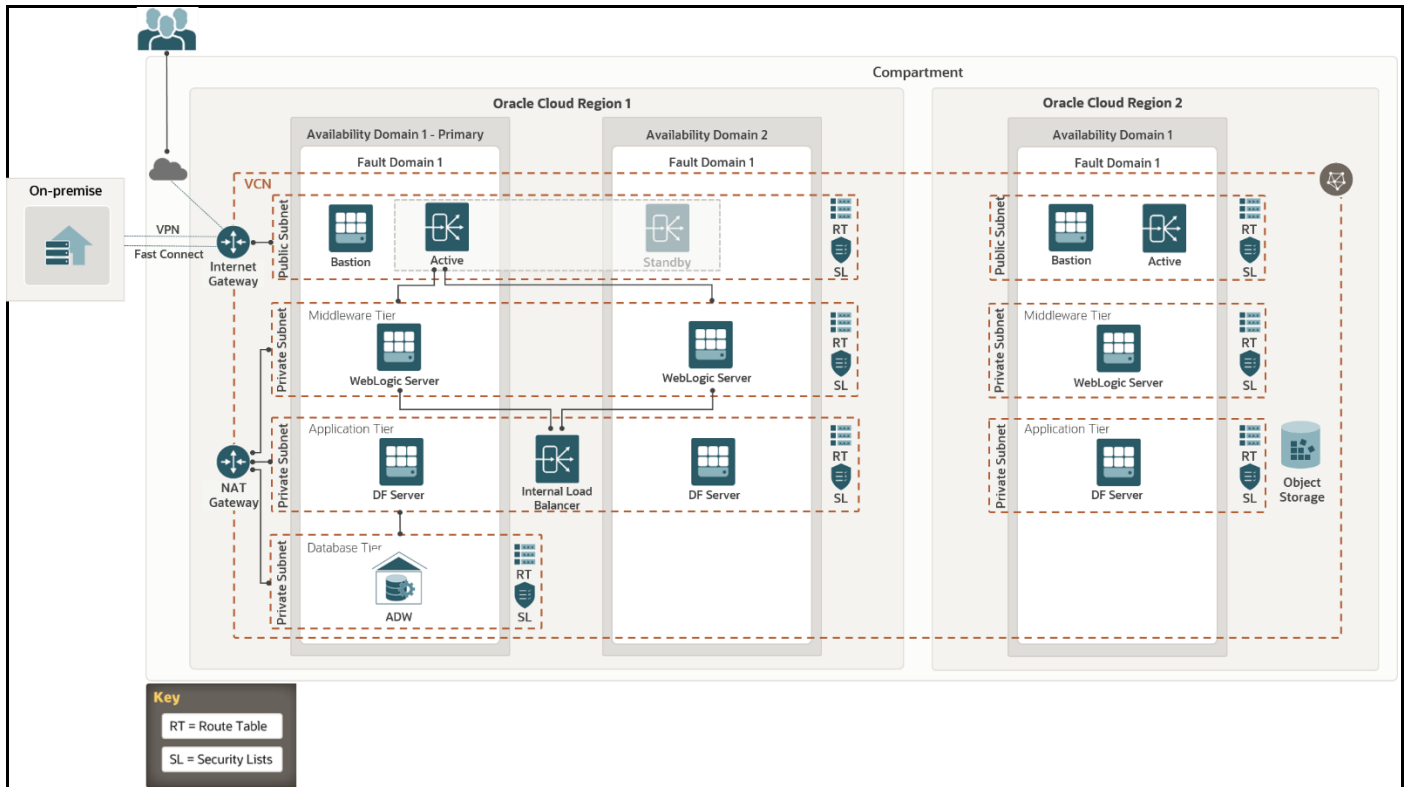 Compartment
Oracle Cloud Region 1
Oracle Cloud Region 2
Availability Domain 1 - Primary
Availability Domain 2
Availability Domain 1
Fault Domain 1
Fault Domain 1
Fault Domain 1
On-premise
VPN
Fast Connect
Internet
Gateway
VCN
Public Subnet
Bastion
Active
Standby
RT
SL
Public Subnet
Bastion
Active
RT
SL
Private Subnet
Middleware Tier
WebLogic Server
WebLogic Server
RT
SL
Private Subnet
Middleware Tier
WebLogic Server
RT
SL
NAT
Gateway
Private Subnet
Application Tier
DF Server
Internal Load
Balancer
DF Server
RT
SL
Private Subnet
Application Tier
DF Server
RT
SL
Object
Storage
Private Subnet
Database Tier
ADW
RT
SL
Key
RT = Route Table
SL = Security Lists